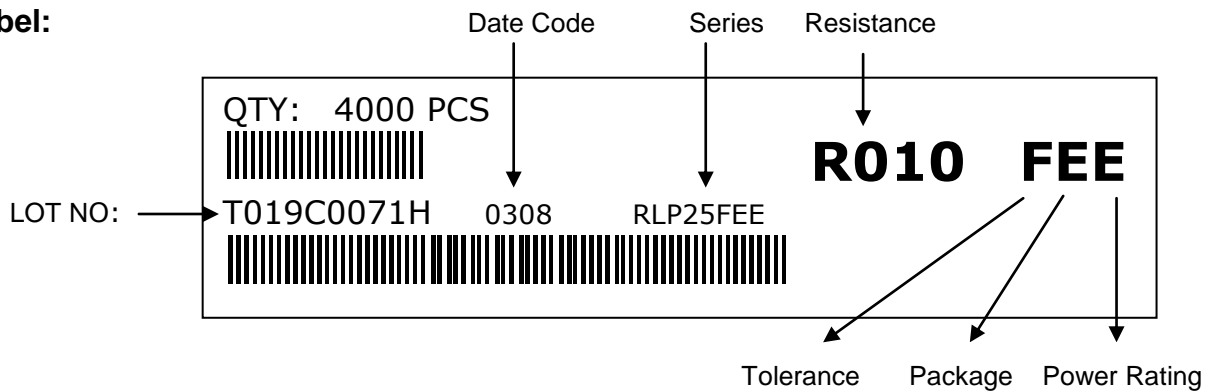 bel:
Date Code Series Resistance
QTY: 4000 PCS
R010 FEE
LOT NO: T019C0071H 0308 RLP25FEE
Tolerance Package Power Rating